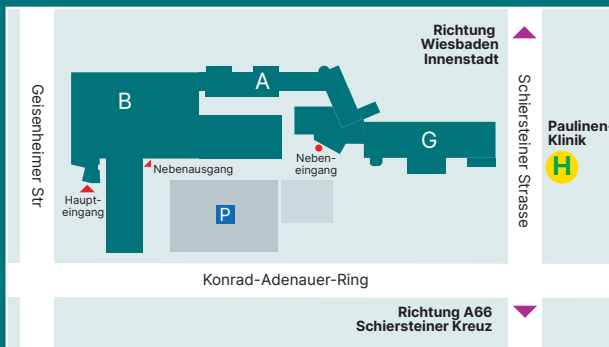 Richtung
Wiesbaden
Innenstadt
Geisenheimer Str
B
A
G
Schiersteiner Strasse
Paulinen-
Klinik
H
Neben-
eingang
Nebenausgang
Haupt-
eingang
P
Konrad-Adenauer-Ring
Richtung A66
Schiersteiner Kreuz